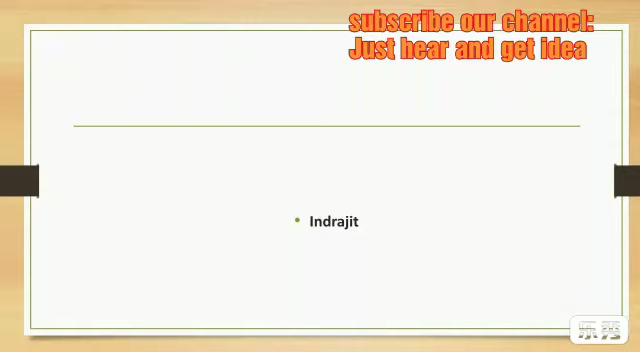 subscribe our channel:
Just hear and get idea
Indrajit
乐秀